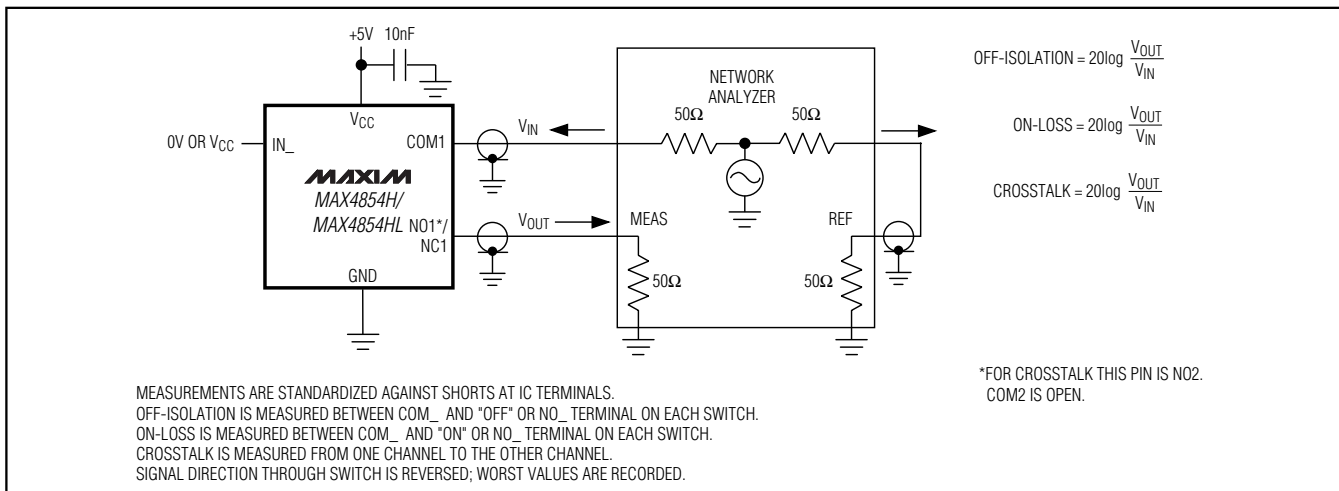 +5V 10nF
VCC
0V OR VCC
IN_
COM1
MAXIM
MAX4854H/
MAX4854HL
NO1*/
NC1
GND
VIN
VOUT
NETWORK
ANALYZER
50Ω 50Ω
MEAS REF
50Ω 50Ω
OFF-ISOLATION = 20log VOUT
VIN
ON-LOSS = 20log VOUT
VIN
CROSSTALK = 20log VOUT
VIN
MEASUREMENTS ARE STANDARDIZED AGAINST SHORTS AT IC TERMINALS.
OFF-ISOLATION IS MEASURED BETWEEN COM_ AND "OFF" OR NO_ TERMINAL ON EACH SWITCH.
ON-LOSS IS MEASURED BETWEEN COM_ AND "ON" OR NO_ TERMINAL ON EACH SWITCH.
CROSSTALK IS MEASURED FROM ONE CHANNEL TO THE OTHER CHANNEL.
SIGNAL DIRECTION THROUGH SWITCH IS REVERSED; WORST VALUES ARE RECORDED.
*FOR CROSSTALK THIS PIN IS NO2.
COM2 IS OPEN.